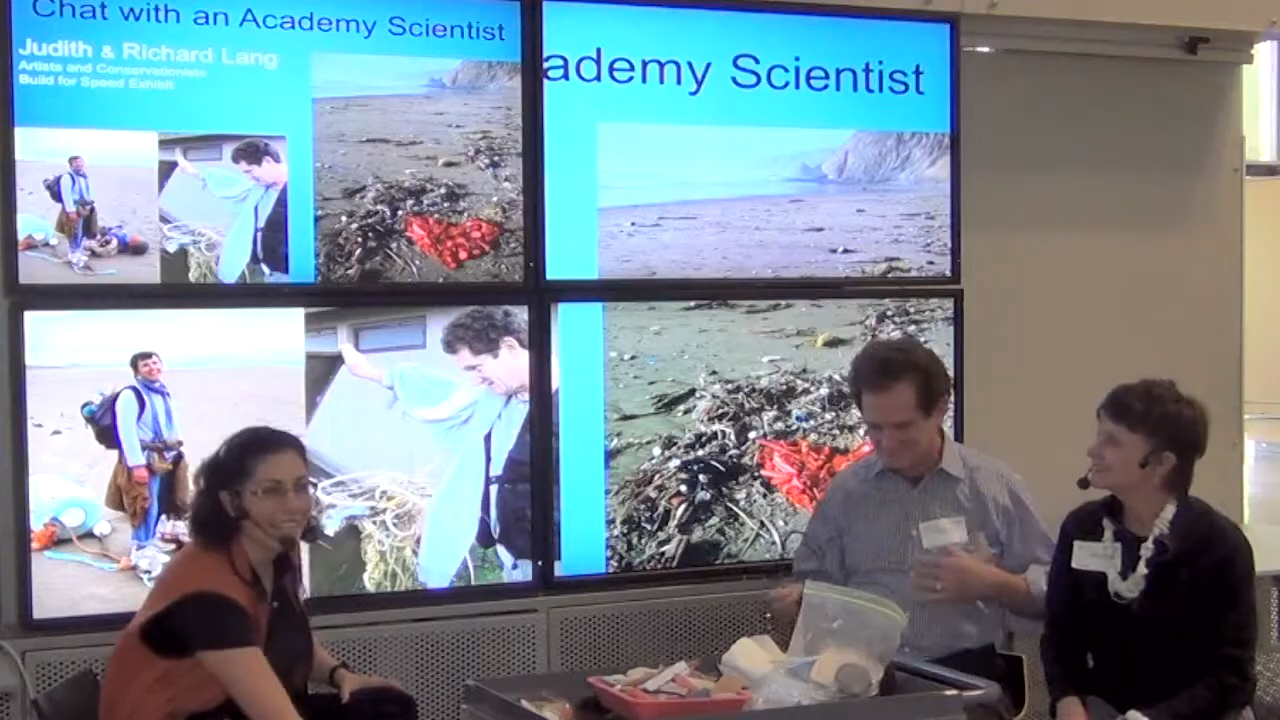 Chat with an Academy Scientist
Judith & Richard Lang
Artists and Conservationists
Build for Speed Exhibit
ademy Scientist